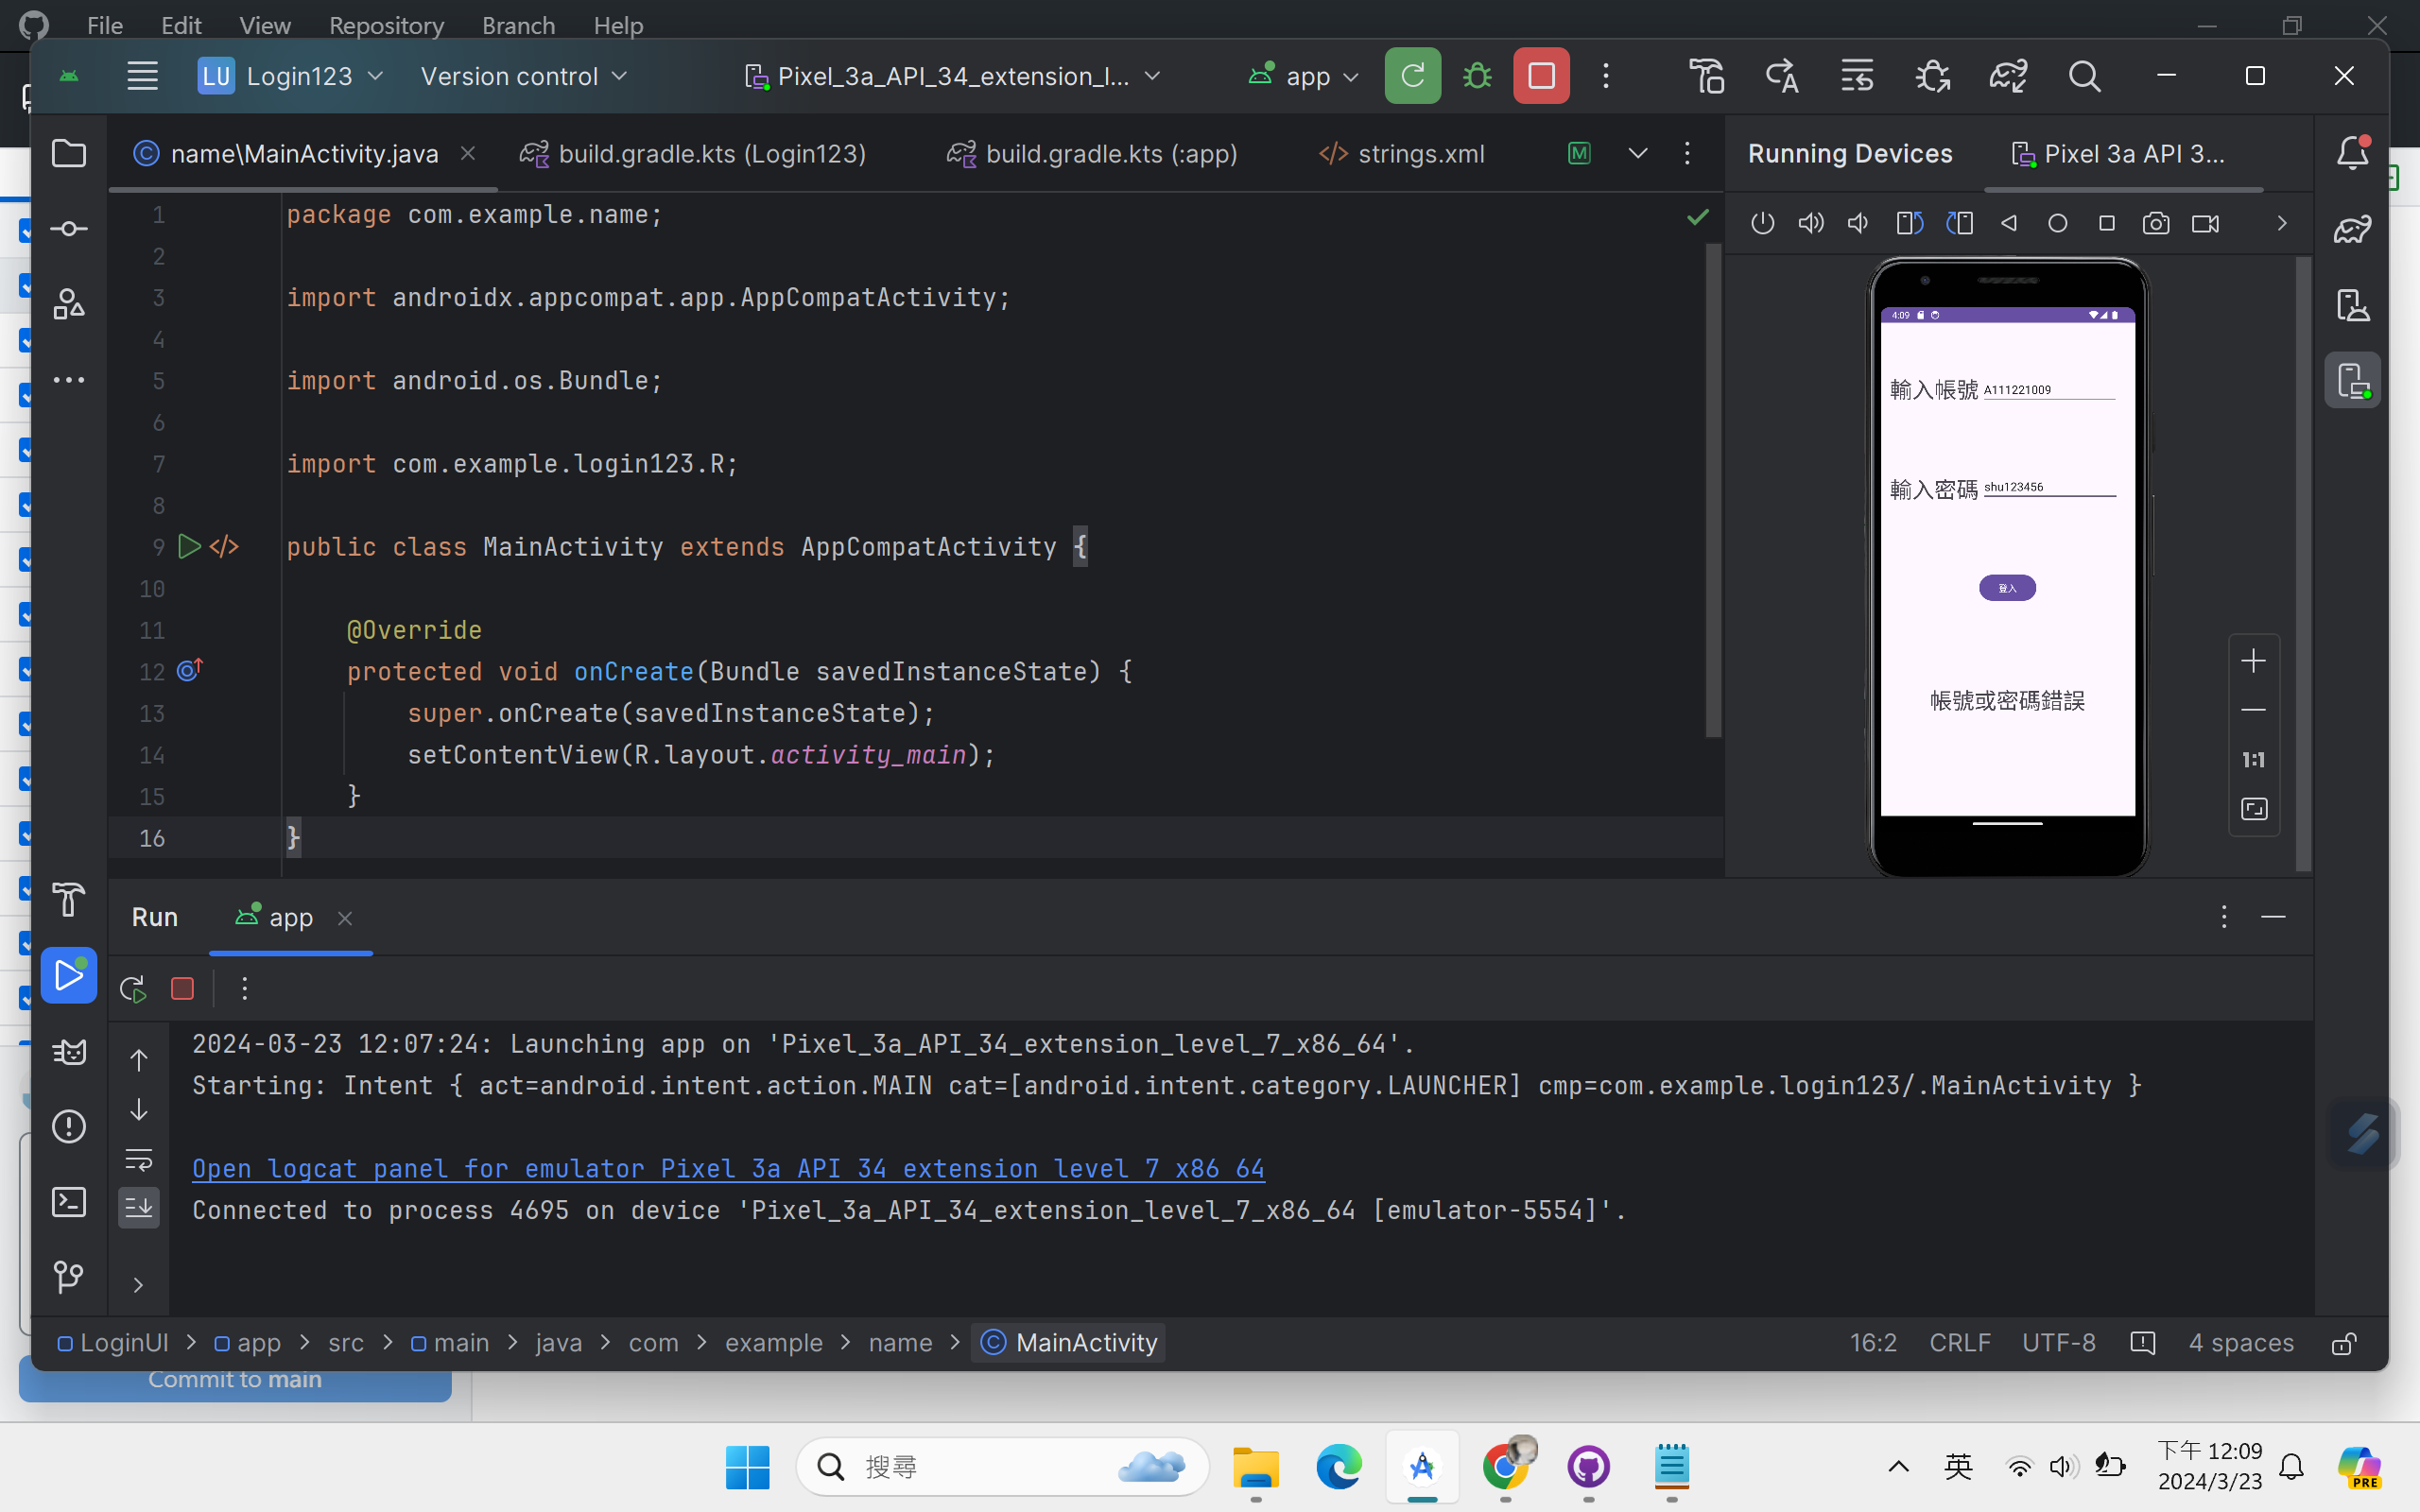 File Edit View Repository Branch Help
LU Login123 Version control Pixel_3a_API_34_extension_l... app
name\MainActivity.java build.gradle.kts (Login123) build.gradle.kts (:app) strings.xml M
Running Devices Pixel 3a API 3...
1 package com.example.name;
2
3 import androidx.appcompat.app.AppCompatActivity;
4
5 import android.os.Bundle;
6
7 import com.example.login123.R;
8
9 public class MainActivity extends AppCompatActivity {
10
11 @Override
12 protected void onCreate(Bundle savedInstanceState) {
13 super.onCreate(savedInstanceState);
14 setContentView(R.layout.activity_main);
15 }
16 }
4:09
輸入帳號 A111221009
輸入密碼 shu123456
登入
帳號或密碼錯誤
1:1
Run app
2024-03-23 12:07:24: Launching app on 'Pixel_3a_API_34_extension_level_7_x86_64'.
Starting: Intent { act=android.intent.action.MAIN cat=[android.intent.category.LAUNCHER] cmp=com.example.login123/.MainActivity }
Open logcat panel for emulator Pixel 3a API 34 extension level 7 x86 64
Connected to process 4695 on device 'Pixel_3a_API_34_extension_level_7_x86_64 [emulator-5554]'.
LoginUI > app > src > main > java > com > example > name > MainActivity
16:2 CRLF UTF-8 4 spaces
Commit to main
搜尋
英
下午 12:09
2024/3/23
PRE